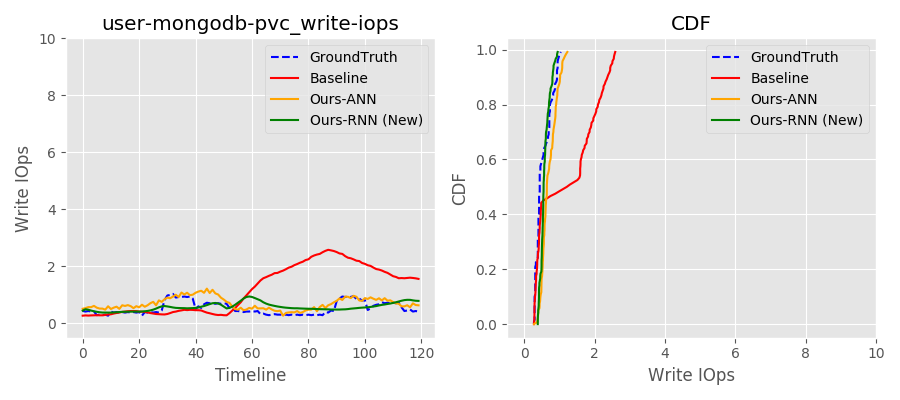 user-mongodb-pvc_write-iops
10
8
6
4
2
0
Write IOps
0
20
40
60
80
100
120
Timeline
GroundTruth
Baseline
Ours-ANN
Ours-RNN (New)
CDF
1.0
0.8
0.6
0.4
0.2
0.0
CDF
0
2
4
6
8
10
Write IOps
GroundTruth
Baseline
Ours-ANN
Ours-RNN (New)